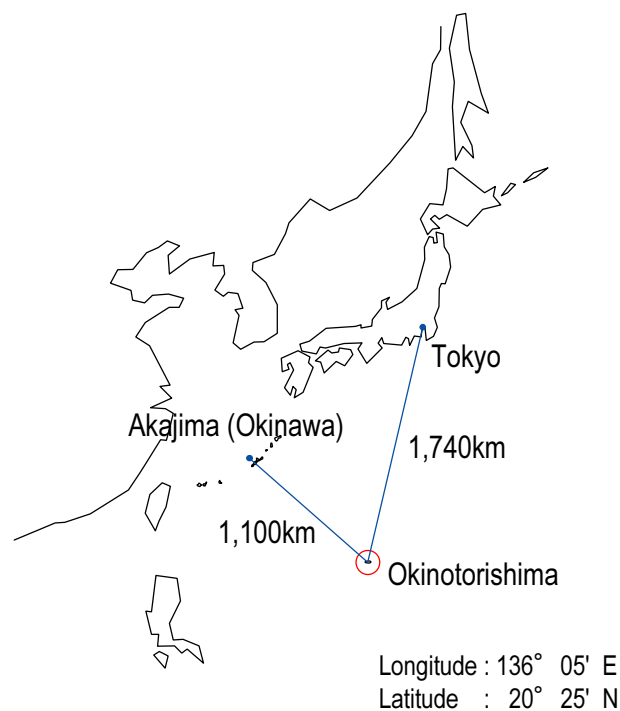 Tokyo
Akajima (Okinawa)
1,740km
1,100km
Okinotorishima
Longitude : 136° 05' E
Latitude : 20° 25' N